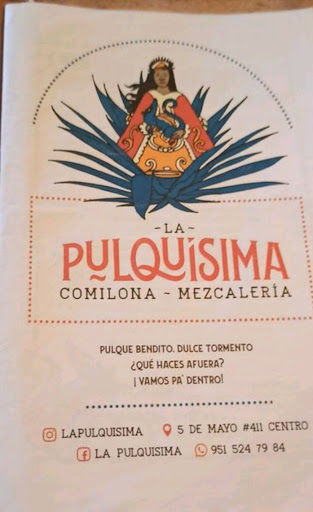 -LA-
PULQUÍSIMA
COMILONA - MEZCALERÍA
PULQUE BENDITO. DULCE TORMENTO
¿QUÉ HACES AFUERA?
¡ VAMOS PA' DENTRO!
LAPULQUISIMA 5 DE MAYO #411 CENTRO
LA PULQUISIMA 951 524 79 84